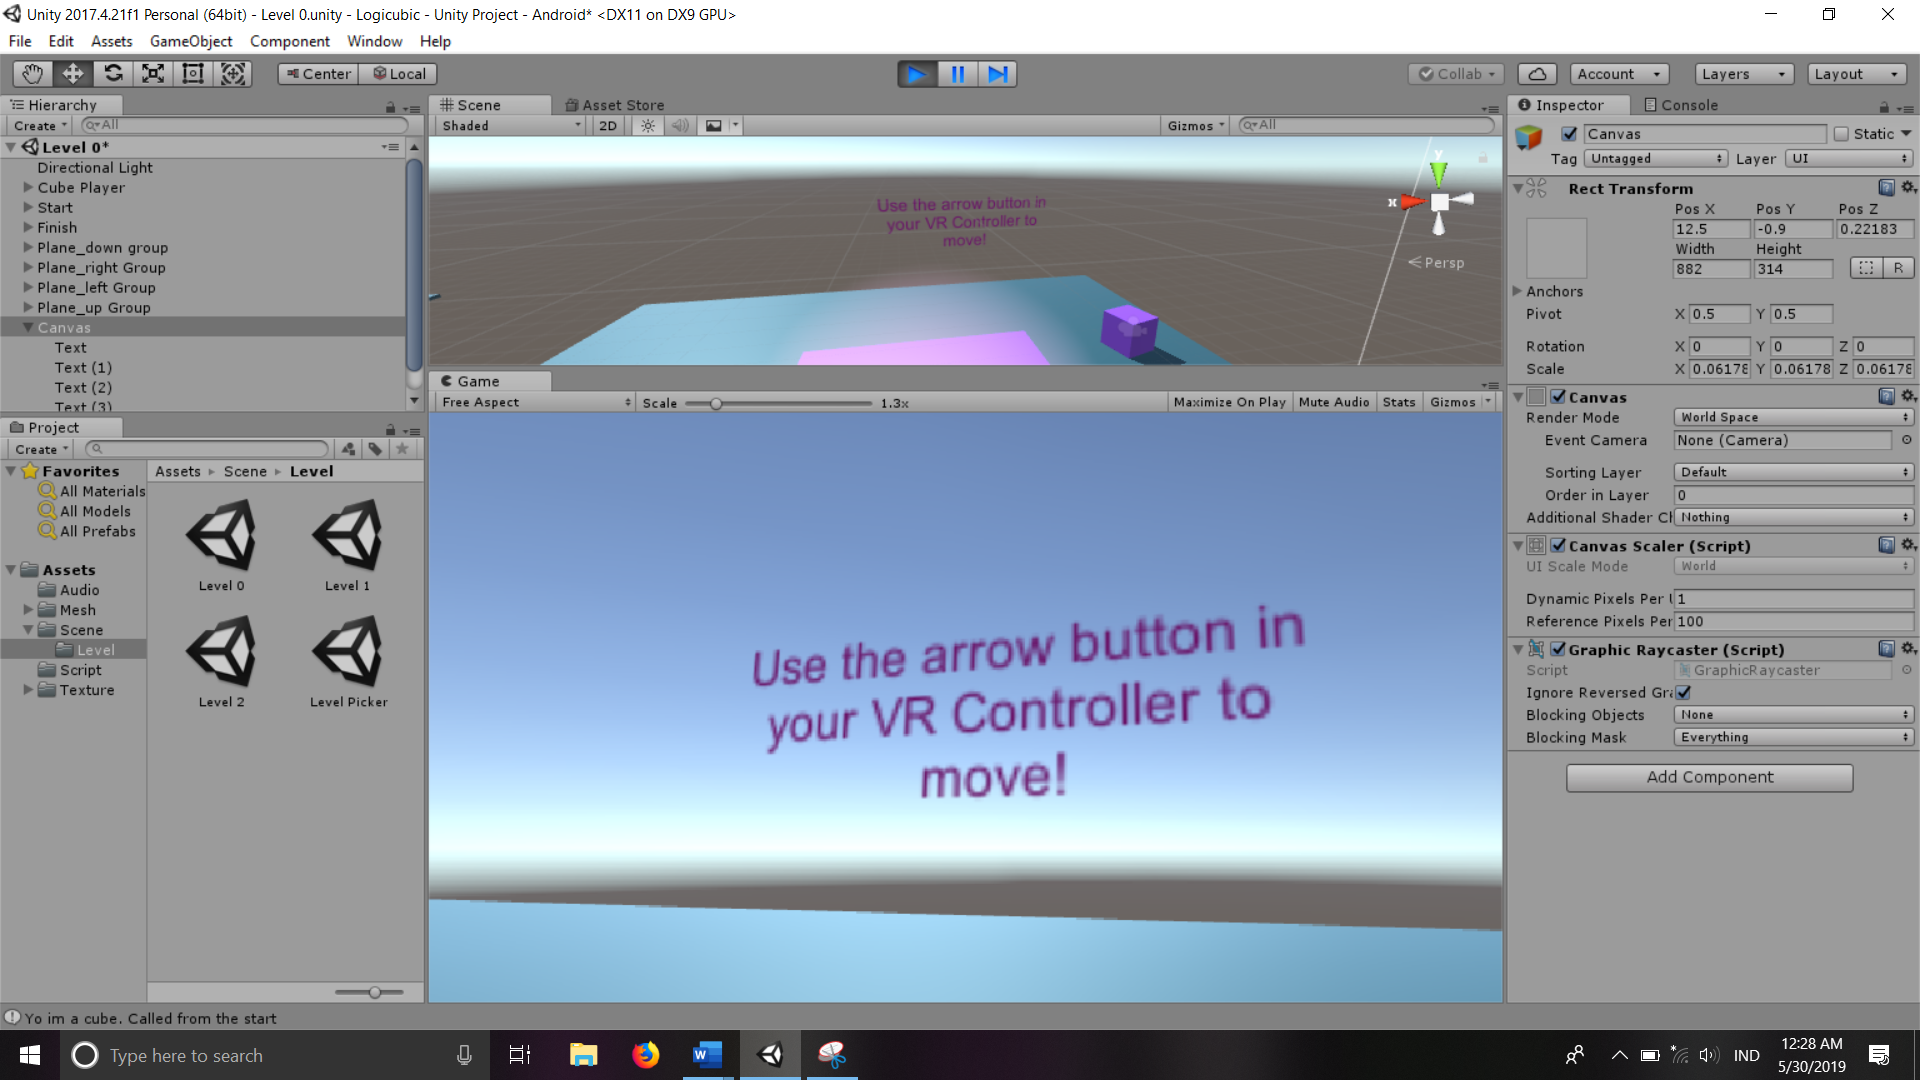 Unity 2017.4.21f1 Personal (64bit) - Level 0.unity - Logicubic - Unity Project - Android* <DX11 on DX9 GPU>
File Edit Assets GameObject Component Window Help
Center Local Collab Account Layers Layout
Hierarchy
Create All
Level 0*
Directional Light
Cube Player
Start
Finish
Plane_down group
Plane_right Group
Plane_left Group
Plane_up Group
Canvas
Text
Text (1)
Text (2)
Text (3)
Project
Create
Favorites
All Materials
All Models
All Prefabs
Assets
Audio
Mesh
Scene
Level
Script
Texture
Assets Scene Level
Level 0 Level 1
Level 2 Level Picker
Scene Asset Store
Shaded 2D Gizmos All
Use the arrow button in
your VR Controller to
move!
y
x
Persp
Game
Free Aspect Scale 1.3x Maximize On Play Mute Audio Stats Gizmos
Use the arrow button in
your VR Controller to
move!
Inspector Console
Canvas Static
Tag Untagged Layer UI
Rect Transform
Pos X Pos Y Pos Z
12.5 -0.9 0.22183
Width Height
882 314 R
Anchors
Pivot X 0.5 Y 0.5
Rotation X 0 Y 0 Z 0
Scale X 0.06178 Y 0.06178 Z 0.06178
Canvas
Render Mode World Space
Event Camera None (Camera)
Sorting Layer Default
Order in Layer 0
Additional Shader Cl Nothing
Canvas Scaler (Script)
UI Scale Mode World
Dynamic Pixels Per 1
Reference Pixels Per 100
Graphic Raycaster (Script)
Script GraphicRaycaster
Ignore Reversed Gra
Blocking Objects None
Blocking Mask Everything
Add Component
Yo im a cube. Called from the start
Type here to search
IND
12:28 AM
5/30/2019